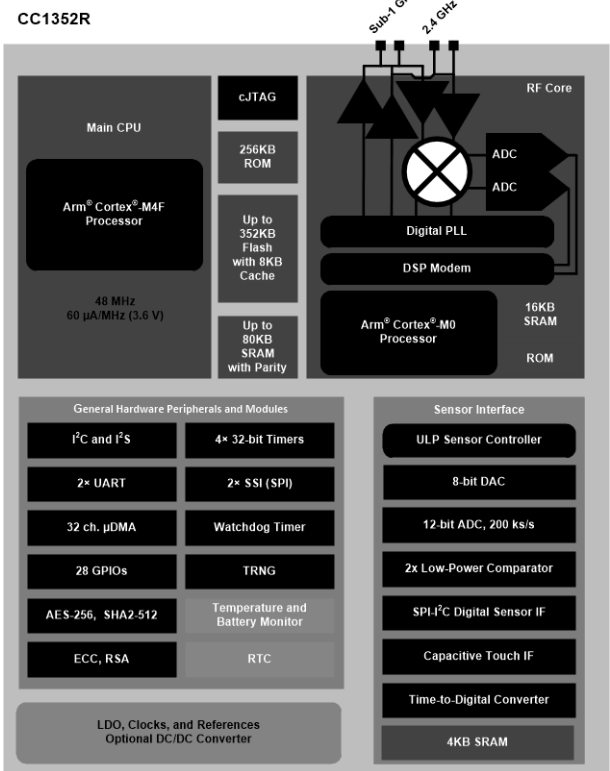 CC1352R
Sub-1 G
2.4 GHz
cJTAG
RF Core
Main CPU
256KB
ROM
ADC
ADC
Arm® Cortex®-M4F
Processor
Up to
352KB
Flash
with 8KB
Cache
Digital PLL
DSP Modem
48 MHz
60 µA/MHz (3.6 V)
Up to
80KB
SRAM
with Parity
Arm® Cortex®-M0
Processor
16KB
SRAM
ROM
General Hardware Peripherals and Modules
I²C and I²S
4× 32-bit Timers
2× UART
2× SSI (SPI)
32 ch. µDMA
Watchdog Timer
28 GPIOs
TRNG
AES-256, SHA2-512
Temperature and
Battery Monitor
ECC, RSA
RTC
LDO, Clocks, and References
Optional DC/DC Converter
Sensor Interface
ULP Sensor Controller
8-bit DAC
12-bit ADC, 200 ks/s
2x Low-Power Comparator
SPI-I²C Digital Sensor IF
Capacitive Touch IF
Time-to-Digital Converter
4KB SRAM